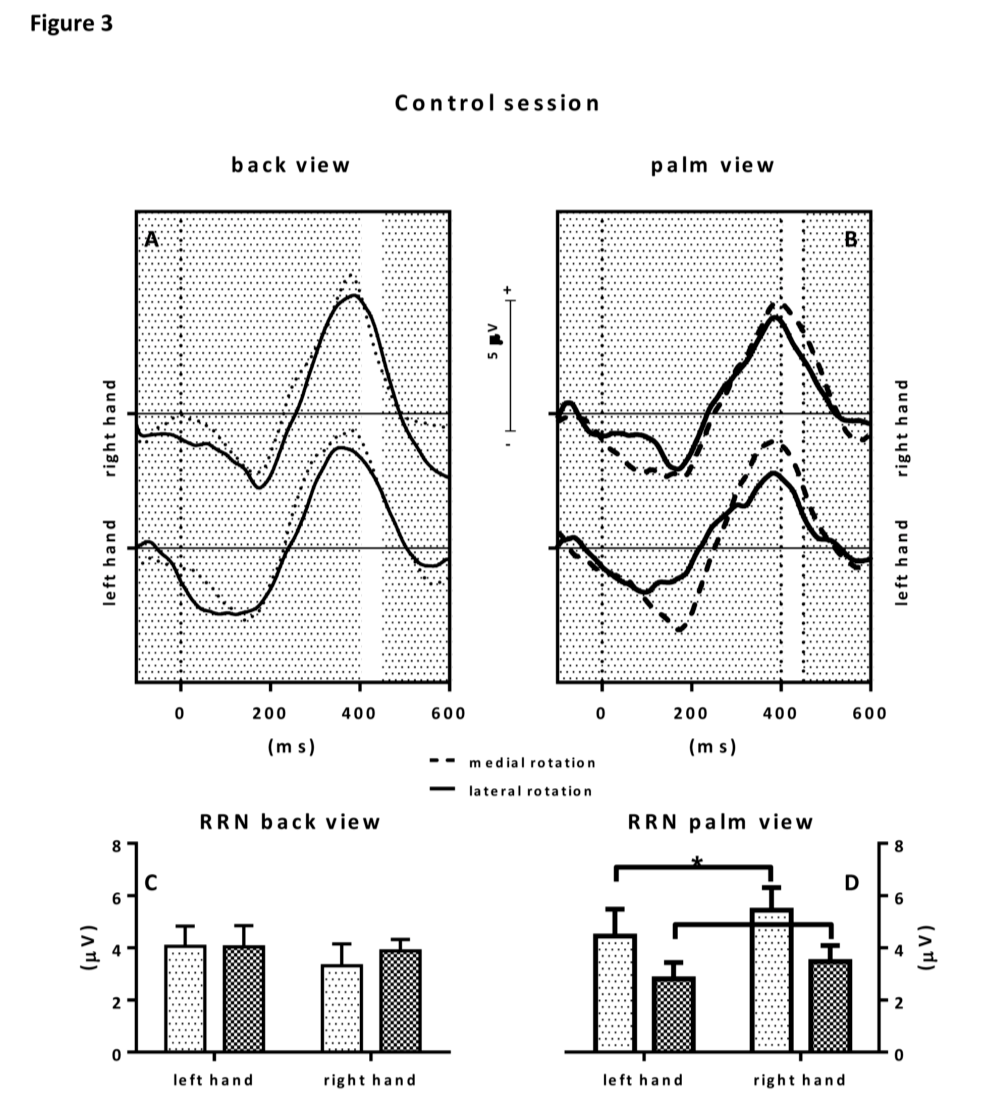 Figure 3
Control session
back view
palm view
A
B
+
5 μV
-
right hand
left hand
right hand
left hand
0 200 400 600
0 200 400 600
(ms)
(ms)
medial rotation
lateral rotation
RRN back view
RRN palm view
8
6
4
2
0
(μV)
C
*
D
8
6
4
2
0
(μV)
left hand right hand
left hand right hand